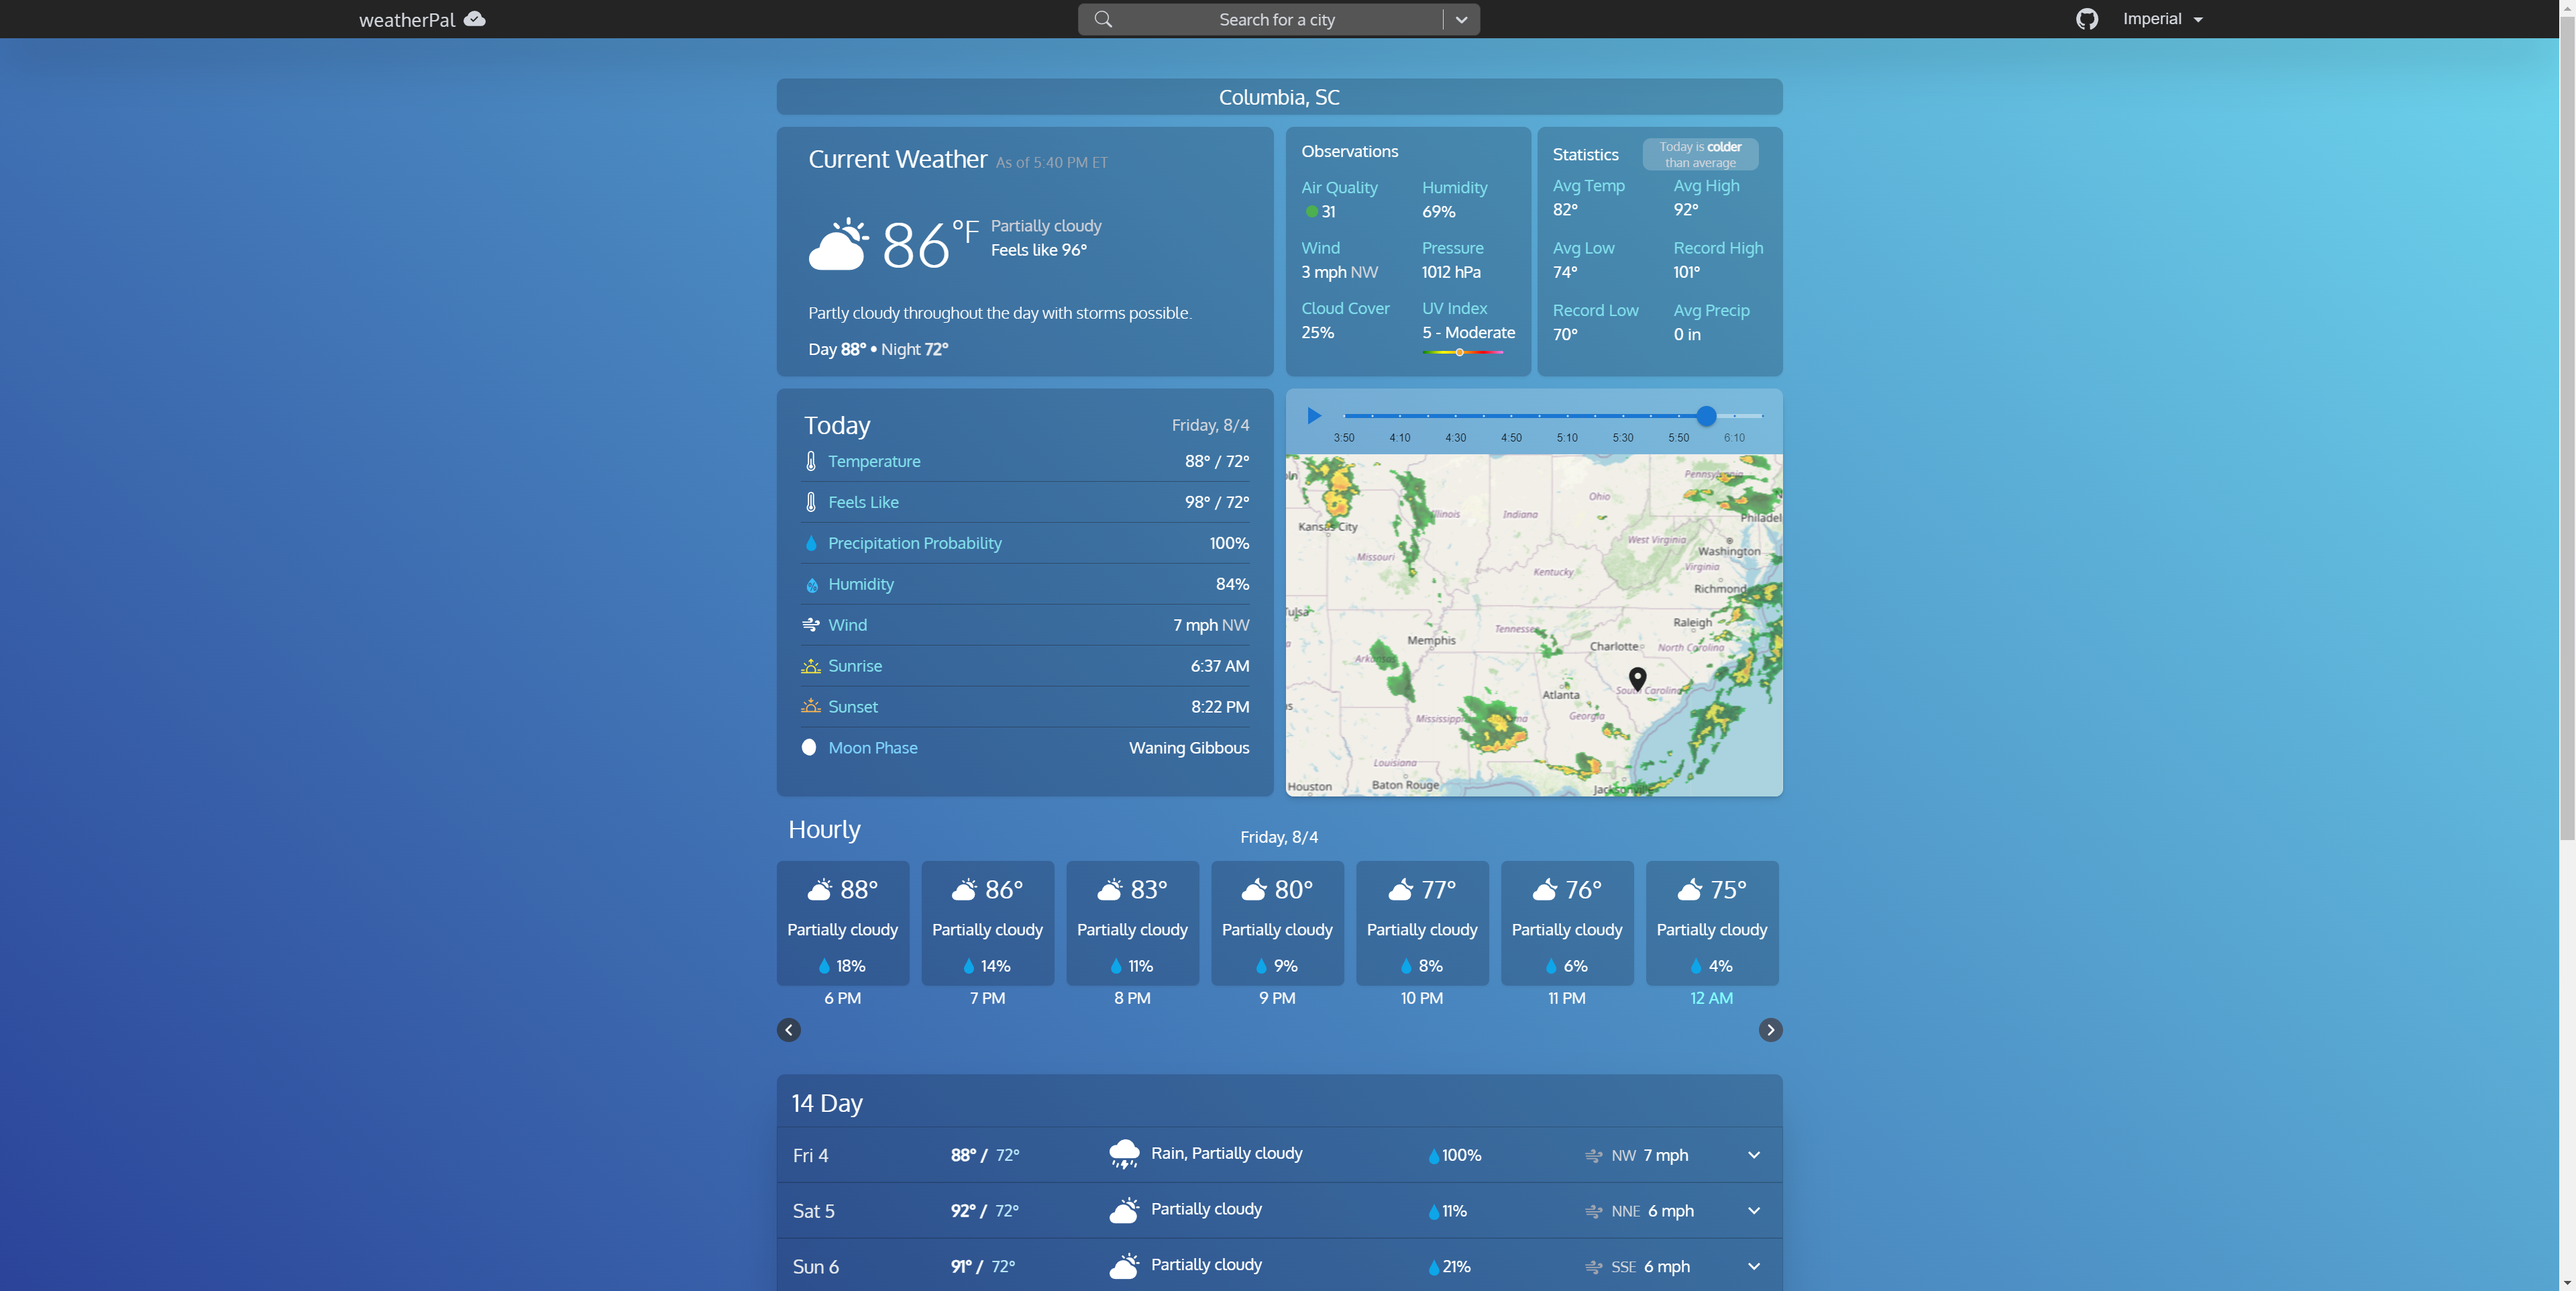 weatherPal
Search for a city
Imperial
Columbia, SC
Current Weather As of 5:40 PM ET
86°F
Partially cloudy
Feels like 96°
Partly cloudy throughout the day with storms possible.
Day 88° • Night 72°
Observations
Air Quality Humidity
31 69%
Wind Pressure
3 mph NW 1012 hPa
Cloud Cover UV Index
25% 5 - Moderate
Statistics
Today is colder
than average
Avg Temp Avg High
82° 92°
Avg Low Record High
74° 101°
Record Low Avg Precip
70° 0 in
Today Friday, 8/4
Temperature 88° / 72°
Feels Like 98° / 72°
Precipitation Probability 100%
Humidity 84%
Wind 7 mph NW
Sunrise 6:37 AM
Sunset 8:22 PM
Moon Phase Waning Gibbous
3:50 4:10 4:30 4:50 5:10 5:30 5:50 6:10
Ohio
Kansas City
Illinois
Indiana
Missouri
West Virginia
Washington
Virginia
Kentucky
Richmond
Raleigh
Tennessee
Memphis
Charlotte
North Carolina
Atlanta
South Carolina
Georgia
Louisiana
Houston
Baton Rouge
Hourly
Friday, 8/4
88° 86° 83° 80° 77° 76° 75°
Partially cloudy Partially cloudy Partially cloudy Partially cloudy Partially cloudy Partially cloudy Partially cloudy
18% 14% 11% 9% 8% 6% 4%
6 PM 7 PM 8 PM 9 PM 10 PM 11 PM 12 AM
14 Day
Fri 4 88° / 72° Rain, Partially cloudy 100% NW 7 mph
Sat 5 92° / 72° Partially cloudy 11% NNE 6 mph
Sun 6 91° / 72° Partially cloudy 21% SSE 6 mph